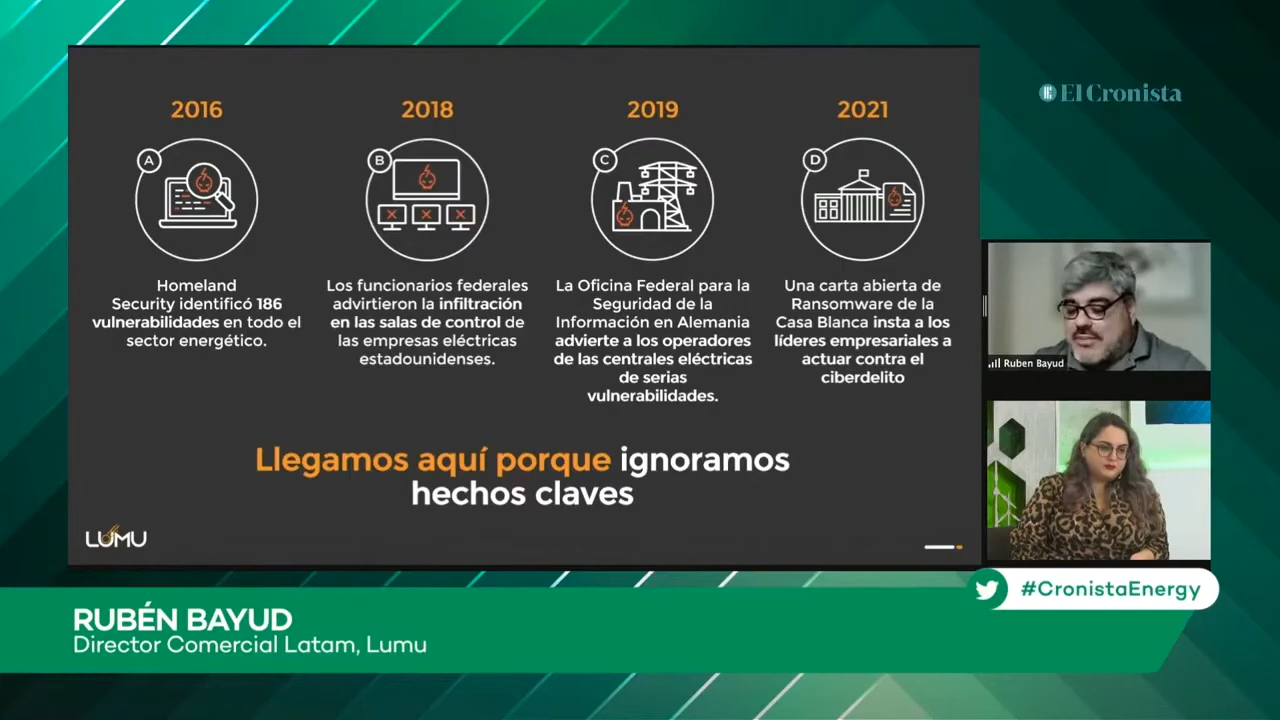 2016
A
Homeland
Security identificó 186
vulnerabilidades en todo el
sector energético.
2018
B
Los funcionarios federales
advirtieron la infiltración
en las salas de control de
las empresas eléctricas
estadounidenses.
2019
C
La Oficina Federal para la
Seguridad de la
Información en Alemania
advierte a los operadores
de las centrales eléctricas
de serias
vulnerabilidades.
2021
D
Una carta abierta de
Ransomware de la
Casa Blanca insta a los
líderes empresariales a
actuar contra el
ciberdelito
Llegamos aquí porque ignoramos
hechos claves
LUMU
El Cronista
Ruben Bayud
#CronistaEnergy
RUBÉN BAYUD
Director Comercial Latam, Lumu